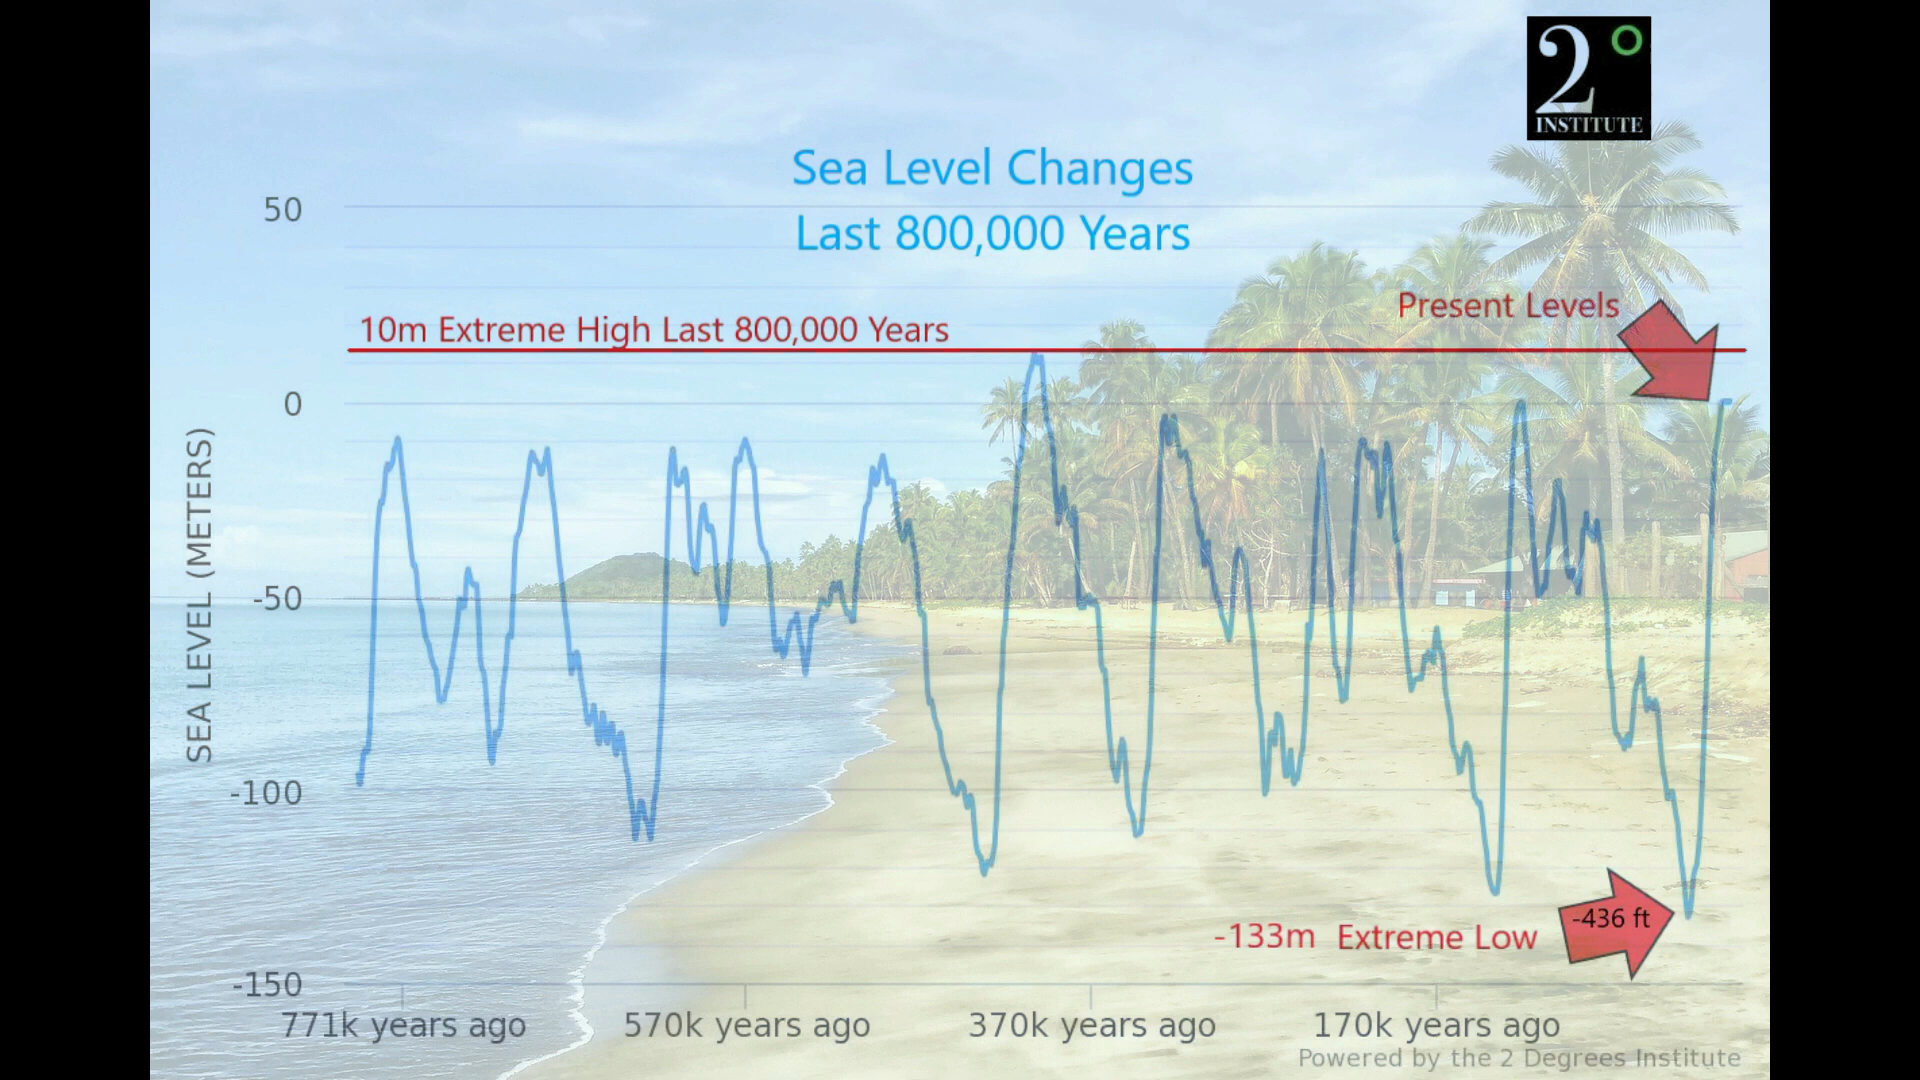 2°
INSTITUTE
Sea Level Changes
Last 800,000 Years
50
10m Extreme High Last 800,000 Years
Present Levels
0
SEA LEVEL (METERS)
-50
-100
-133m Extreme Low
-436 ft
-150
771k years ago
570k years ago
370k years ago
170k years ago
Powered by the 2 Degrees Institute